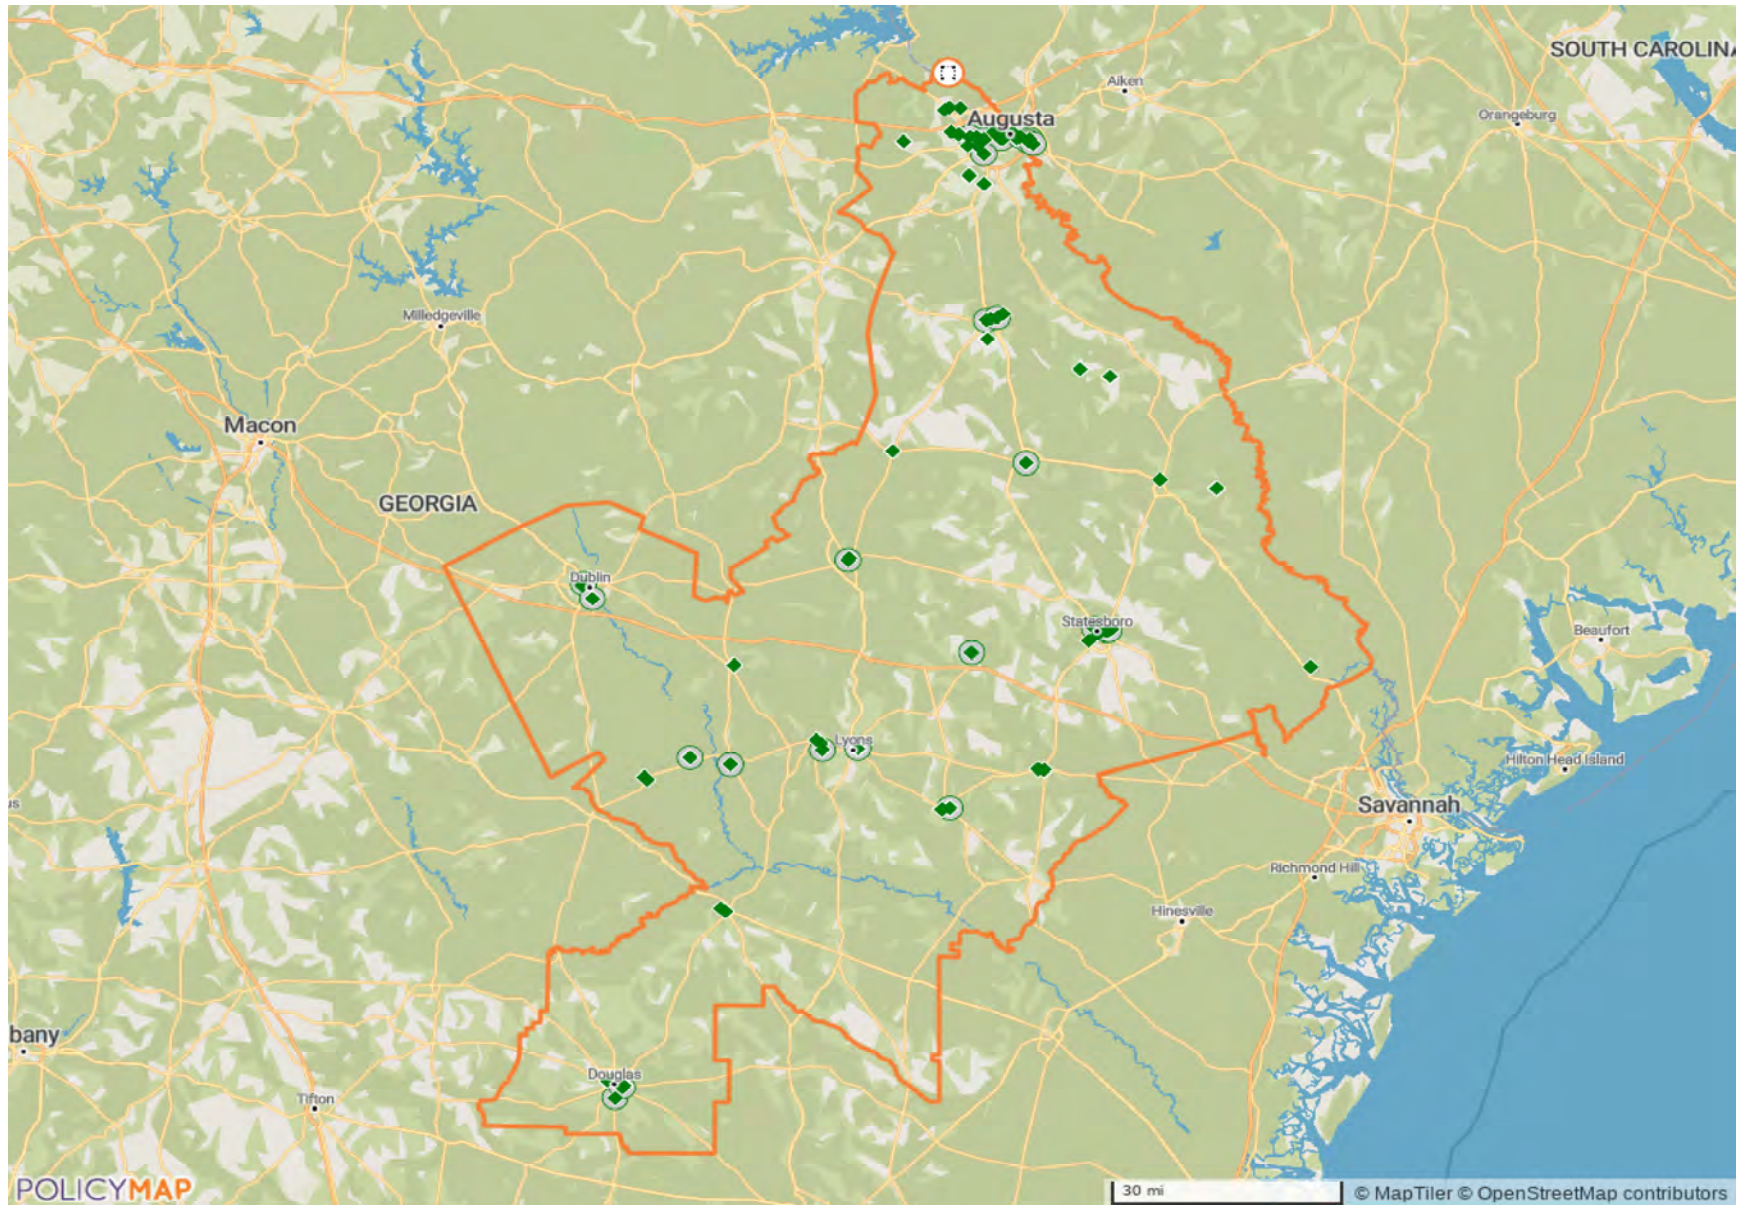 SOUTH CAROLINA
Aiken
Orangeburg
Augusta
Milledgeville
Macon
GEORGIA
Dublin
Statesboro
Beaufort
Lyons
Hilton Head Island
Savannah
Richmond Hill
Hinesville
bany
Douglas
Tifton
us
POLICYMAP
30 mi
© MapTiler © OpenStreetMap contributors